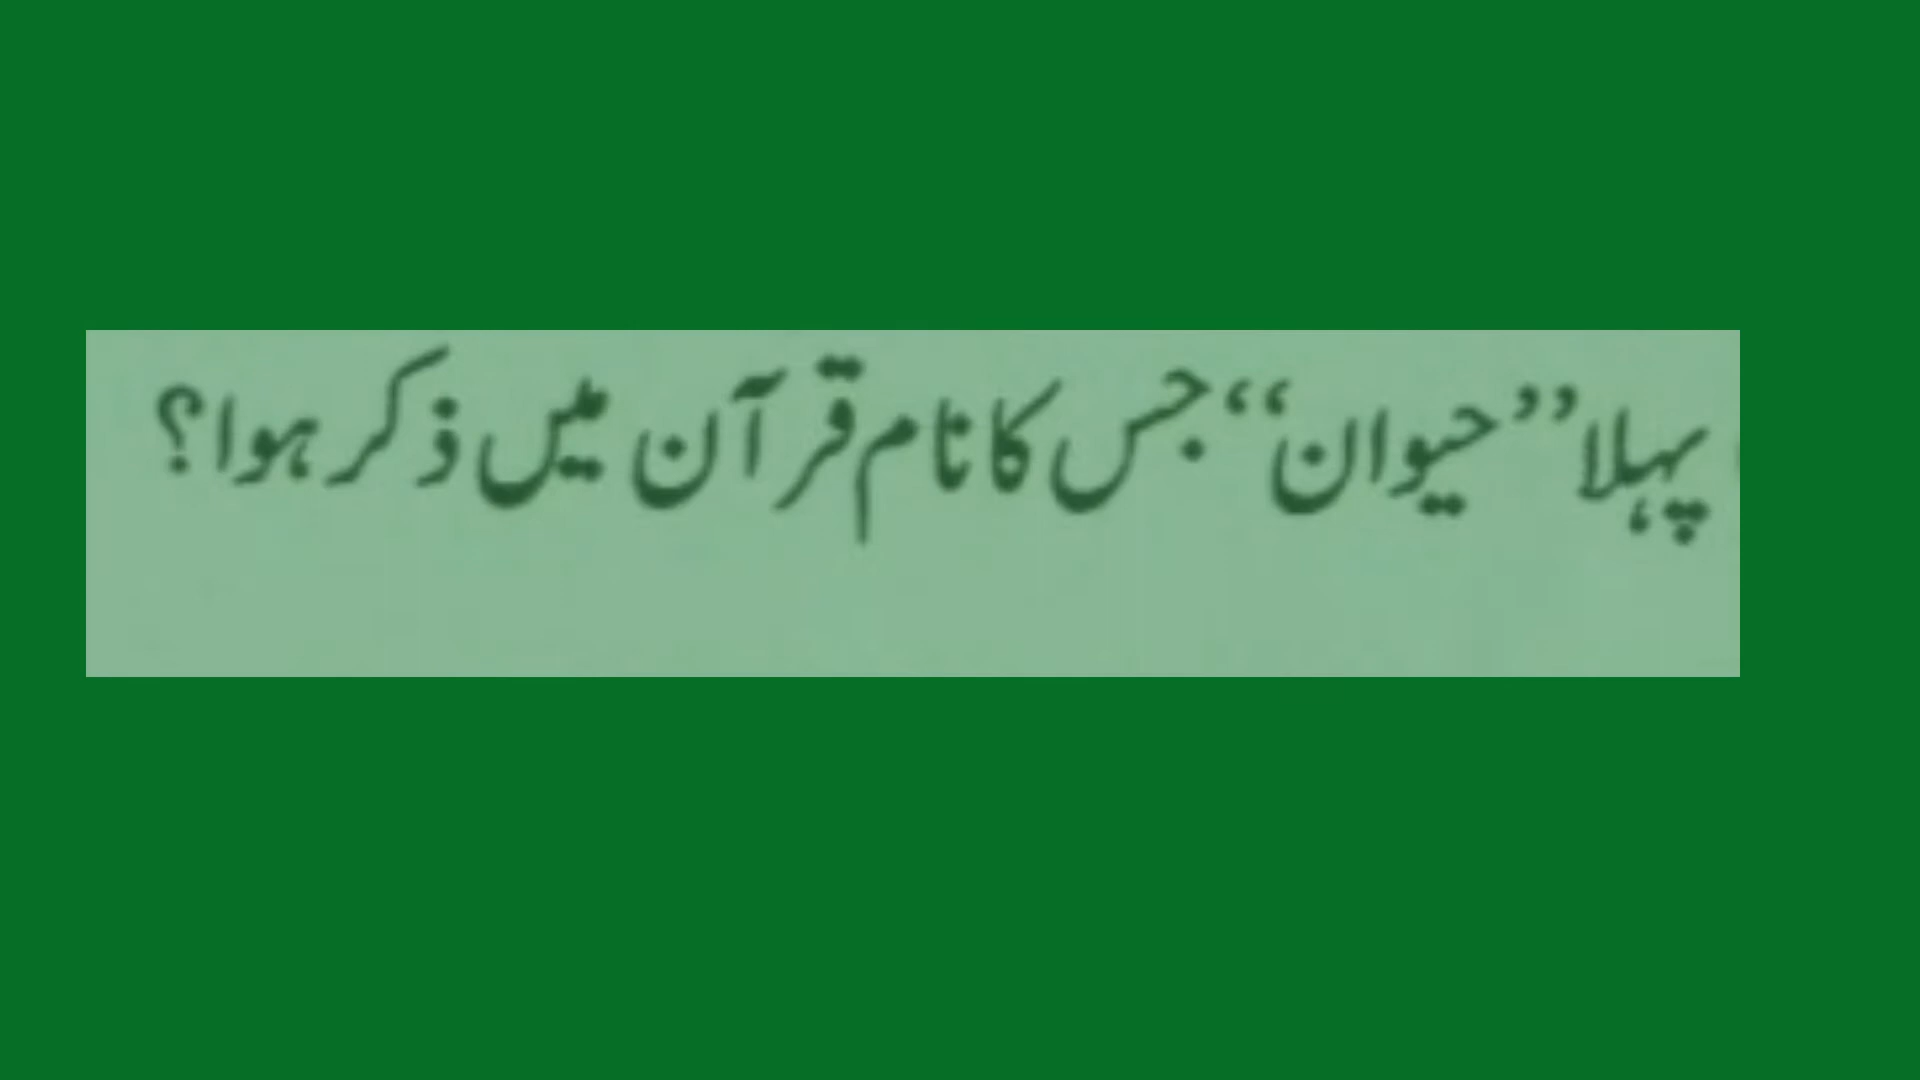 پہلا ’’حیوان‘‘ جس کا نام قرآن میں ذکر ہوا؟